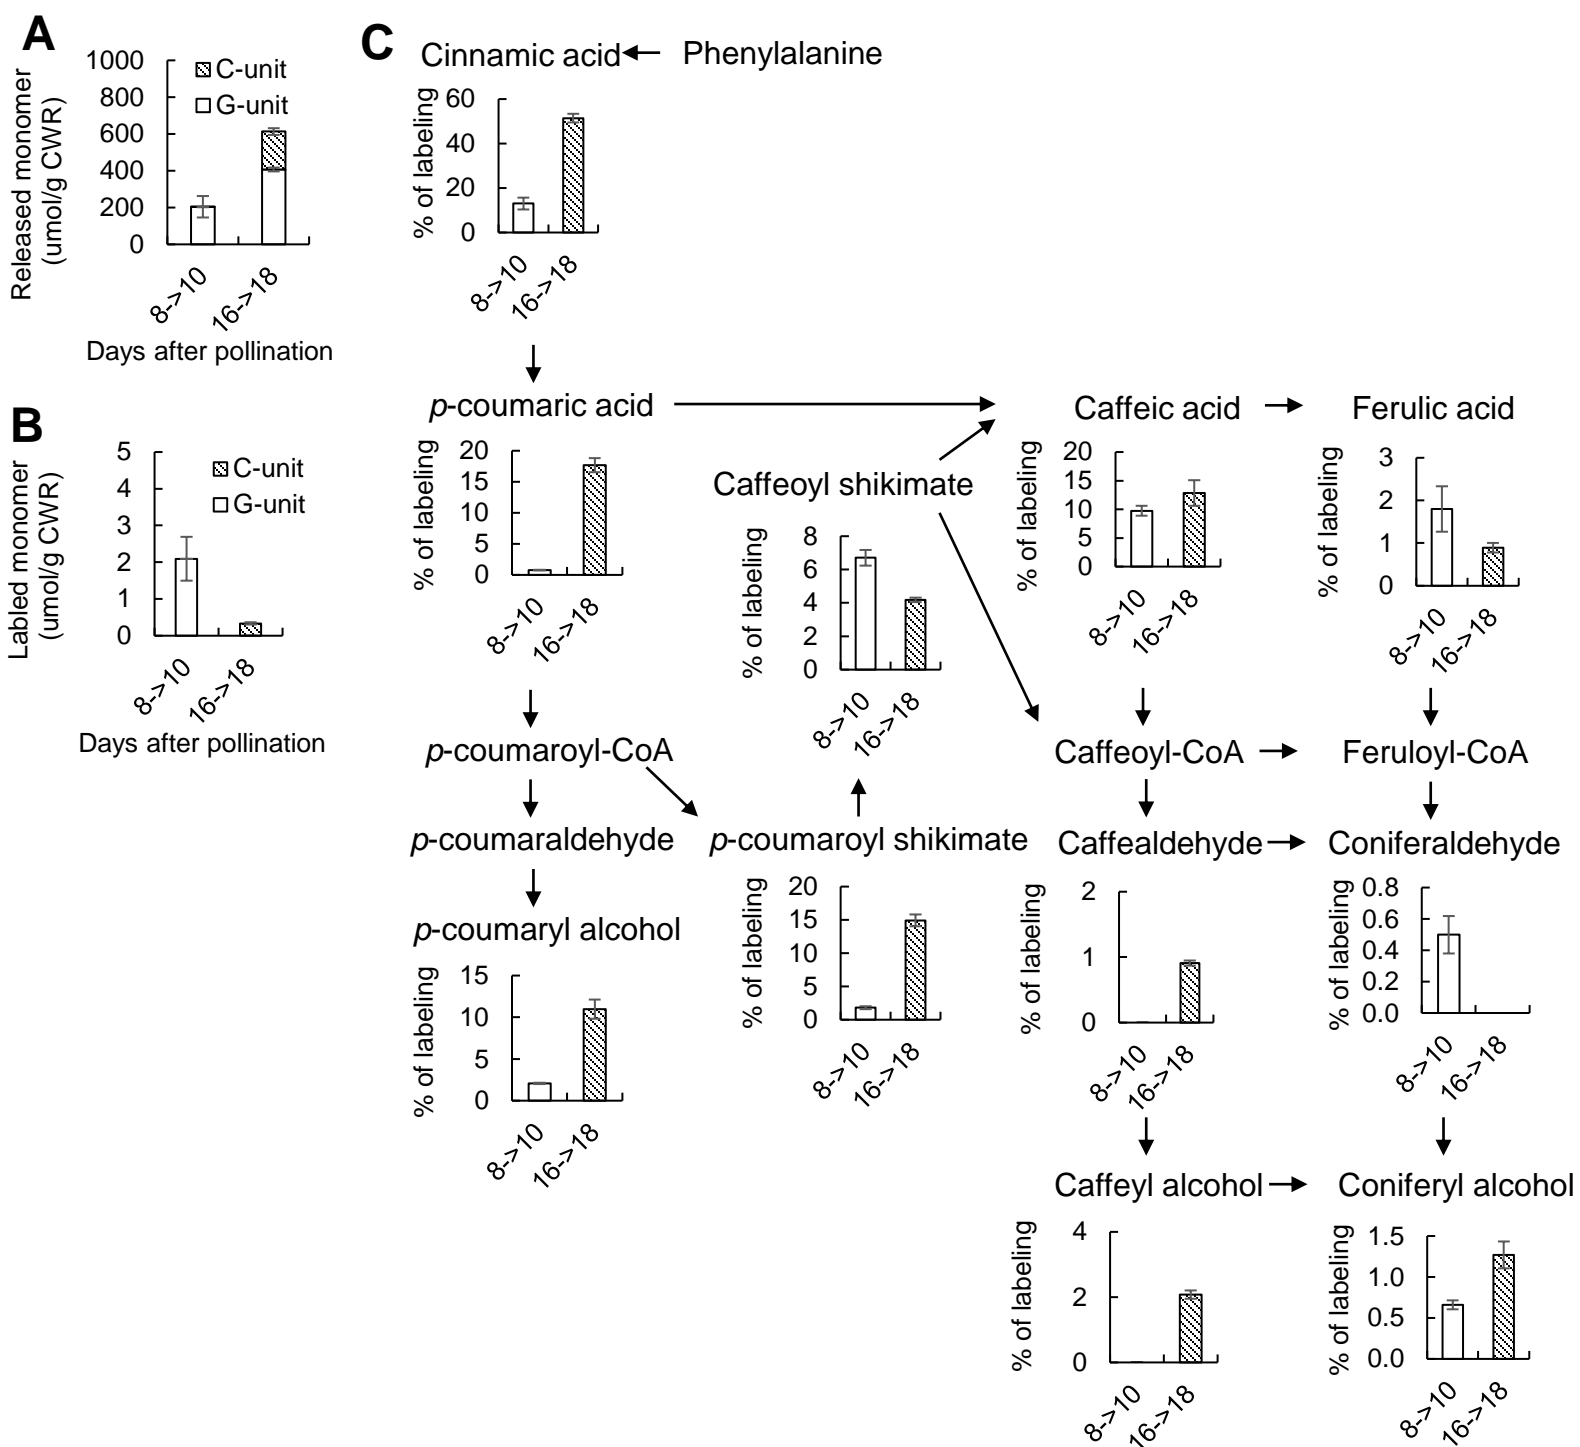 A
1000
800
600
400
200
0
C-unit
G-unit
Released monomer
(umol/g CWR)
8->10
16->18
Days after pollination
B
5
4
3
2
1
0
C-unit
G-unit
Labled monomer
(umol/g CWR)
8->10
16->18
Days after pollination
C
Cinnamic acid
Phenylalanine
% of labeling
60
40
20
0
8->10
16->18
p-coumaric acid
% of labeling
20
15
10
5
0
8->10
16->18
Caffeoyl shikimate
% of labeling
8
6
4
2
0
8->10
16->18
Caffeic acid
% of labeling
20
15
10
5
0
8->10
16->18
Ferulic acid
% of labeling
3
2
1
0
8->10
16->18
p-coumaroyl-CoA
Caffeoyl-CoA
Feruloyl-CoA
p-coumaraldehyde
p-coumaroyl shikimate
% of labeling
20
15
10
5
0
8->10
16->18
Caffealdehyde
% of labeling
2
1
0
8->10
16->18
Coniferaldehyde
% of labeling
0.8
0.6
0.4
0.2
0.0
8->10
16->18
p-coumaryl alcohol
% of labeling
15
10
5
0
8->10
16->18
Caffeyl alcohol
% of labeling
4
2
0
8->10
16->18
Coniferyl alcohol
% of labeling
1.5
1.0
0.5
0.0
8->10
16->18